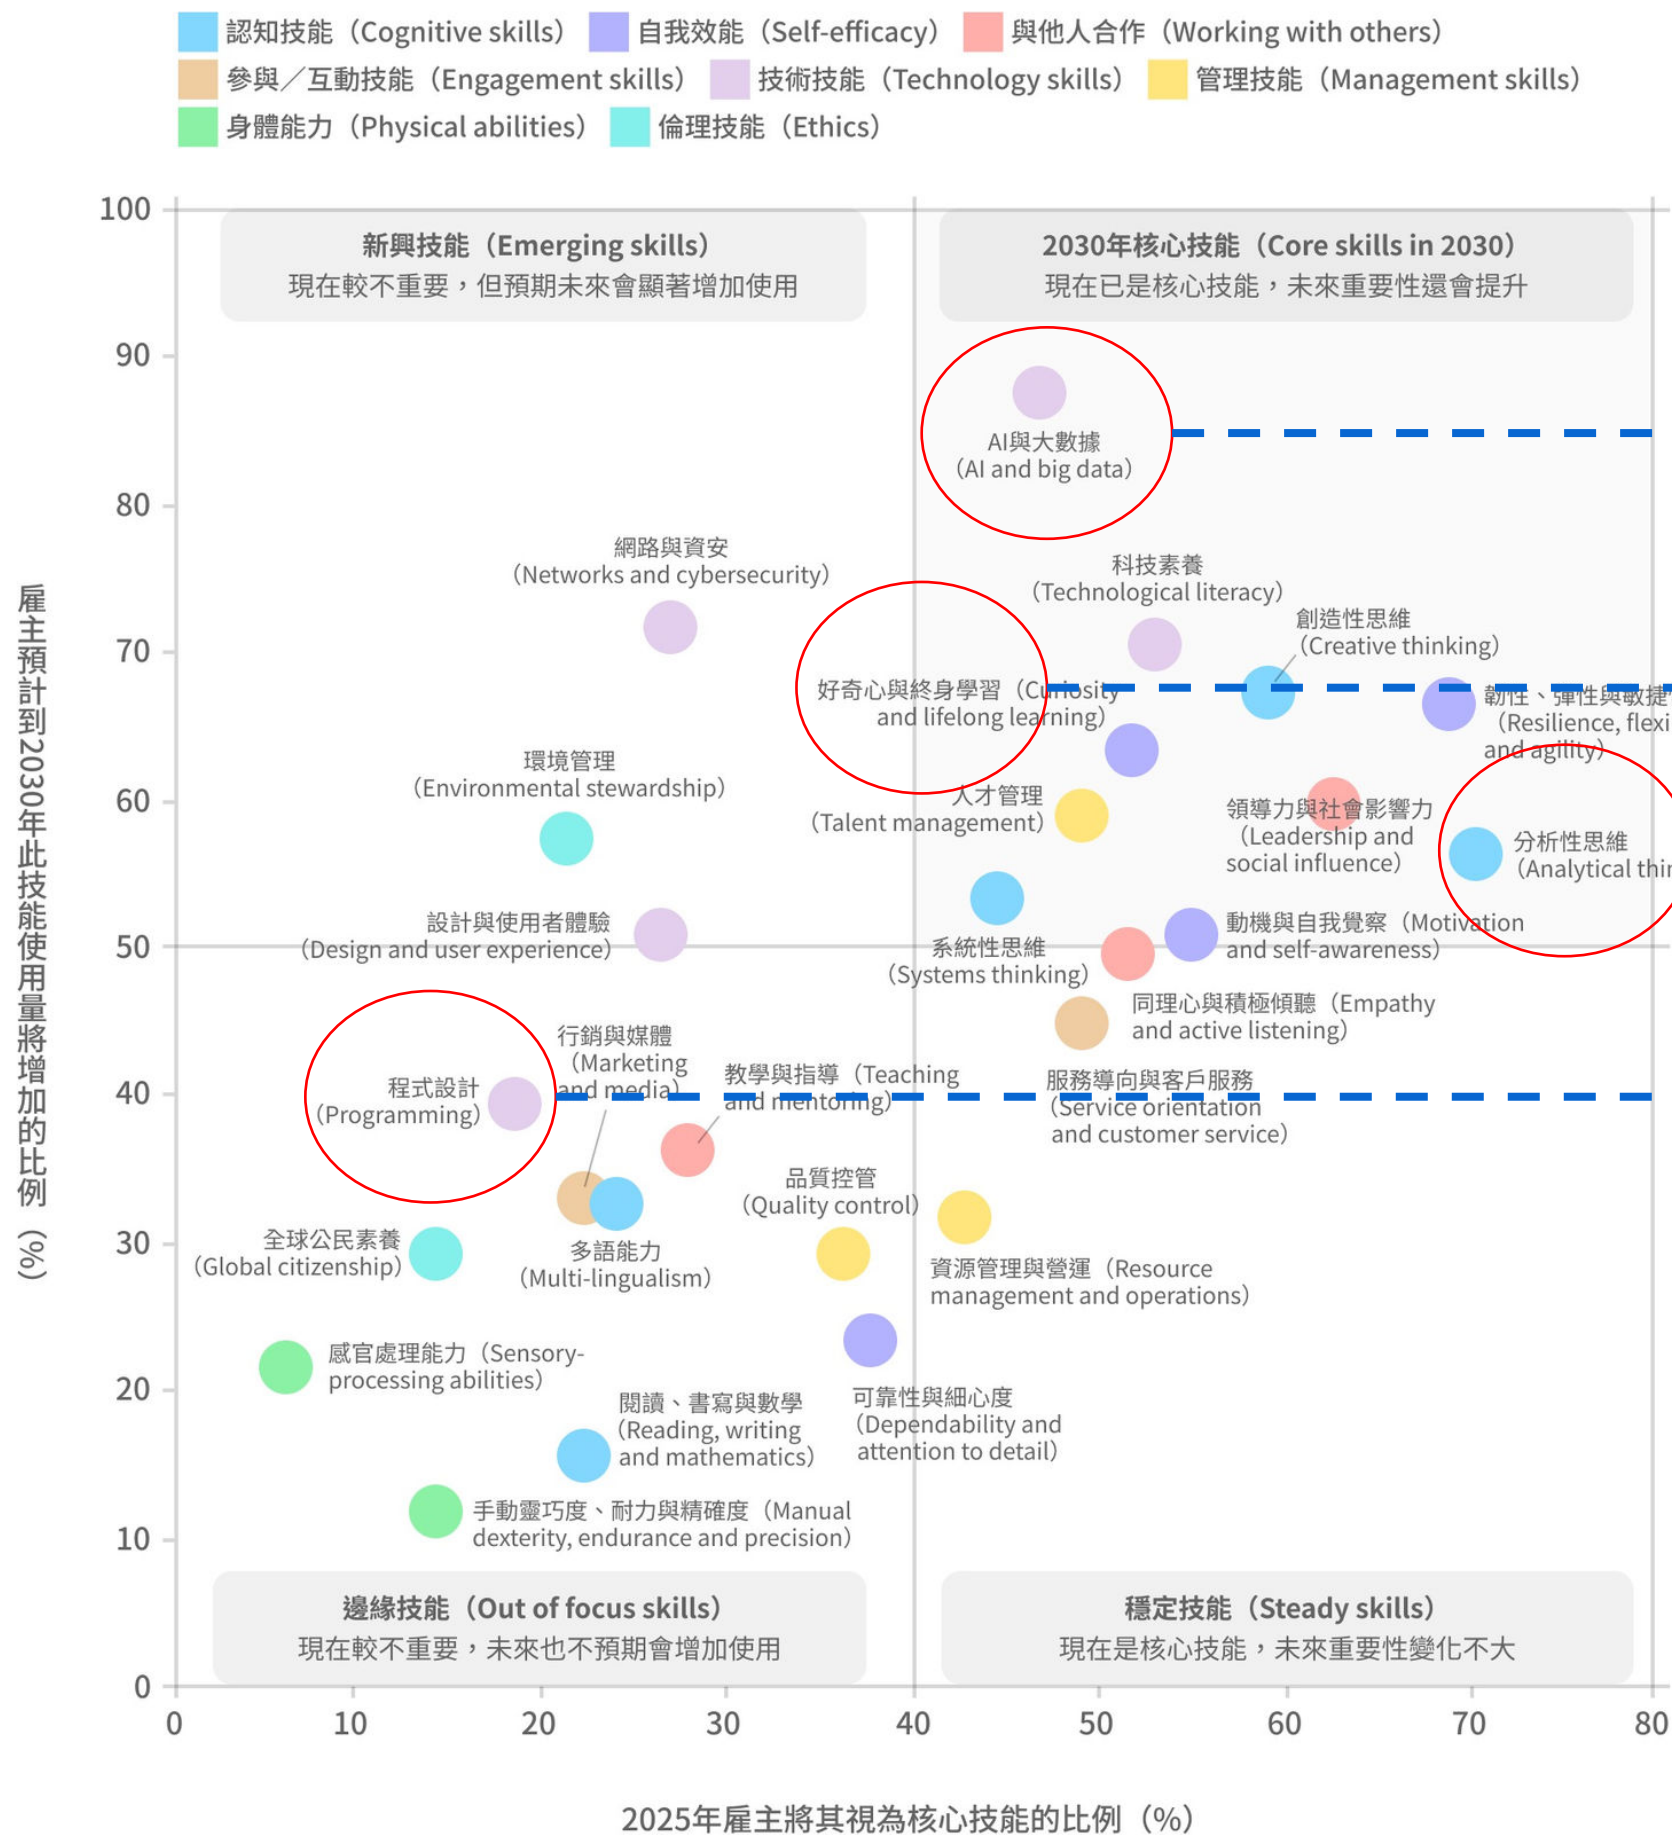 認知技能（Cognitive skills） 自我效能（Self-efficacy） 與他人合作（Working with others）
參與／互動技能（Engagement skills） 技術技能（Technology skills） 管理技能（Management skills）
身體能力（Physical abilities） 倫理技能（Ethics）
雇主預計到2030年此技能使用量將增加的比例（%）
100
90
80
70
60
50
40
30
20
10
0
新興技能（Emerging skills）
現在較不重要，但預期未來會顯著增加使用
2030年核心技能（Core skills in 2030）
現在已是核心技能，未來重要性還會提升
AI與大數據
（AI and big data）
網路與資安
（Networks and cybersecurity）
科技素養
（Technological literacy）
創造性思維
（Creative thinking）
好奇心與終身學習（Curiosity
and lifelong learning）
韌性、彈性與敏捷
（Resilience, flexi
and agility）
環境管理
（Environmental stewardship）
人才管理
（Talent management）
領導力與社會影響力
（Leadership and
social influence）
分析性思維
（Analytical thin
設計與使用者體驗
（Design and user experience）
系統性思維
（Systems thinking）
動機與自我覺察（Motivation
and self-awareness）
同理心與積極傾聽（Empathy
and active listening）
程式設計
（Programming）
行銷與媒體
（Marketing
and media）
教學與指導（Teaching
and mentoring）
服務導向與客戶服務
（Service orientation
and customer service）
品質控管
（Quality control）
全球公民素養
（Global citizenship）
多語能力
（Multi-lingualism）
資源管理與營運（Resource
management and operations）
感官處理能力（Sensory-
processing abilities）
可靠性與細心度
（Dependability and
attention to detail）
閱讀、書寫與數學
（Reading, writing
and mathematics）
手動靈巧度、耐力與精確度（Manual
dexterity, endurance and precision）
邊緣技能（Out of focus skills）
現在較不重要，未來也不預期會增加使用
穩定技能（Steady skills）
現在是核心技能，未來重要性變化不大
0 10 20 30 40 50 60 70 80
2025年雇主將其視為核心技能的比例（%）